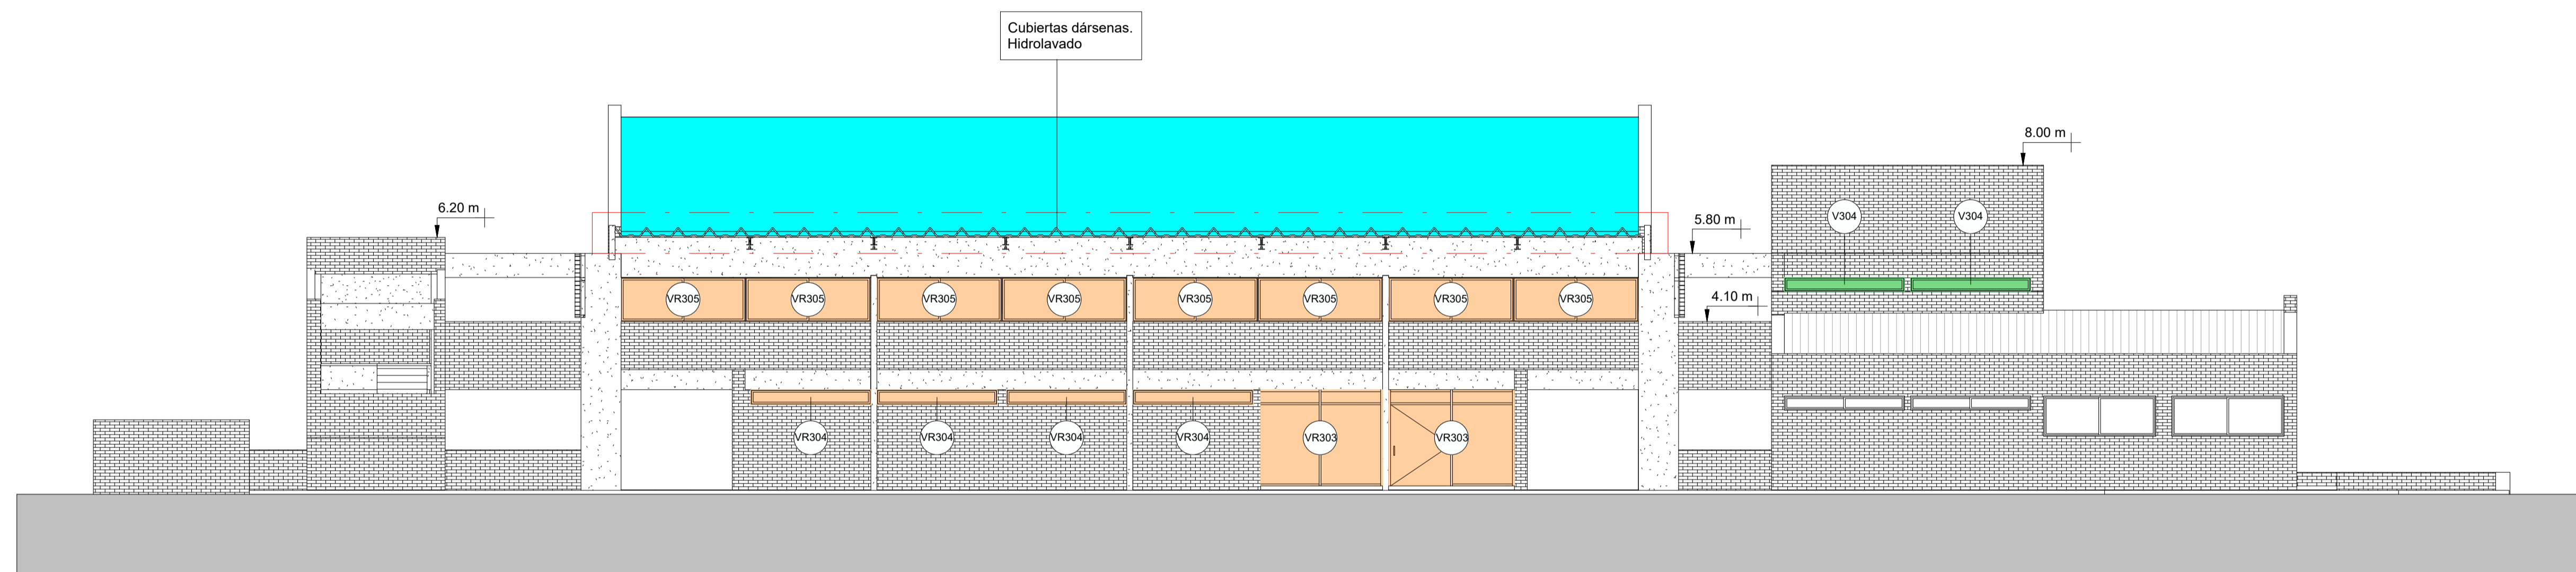 Cubiertas dársenas.
Hidrolavado
8.00 m
6.20 m
5.80 m
V304 V304
4.10 m
VR305 VR305 VR305 VR305 VR305 VR305 VR305 VR305
VR304 VR304 VR304 VR304 VR303 VR303